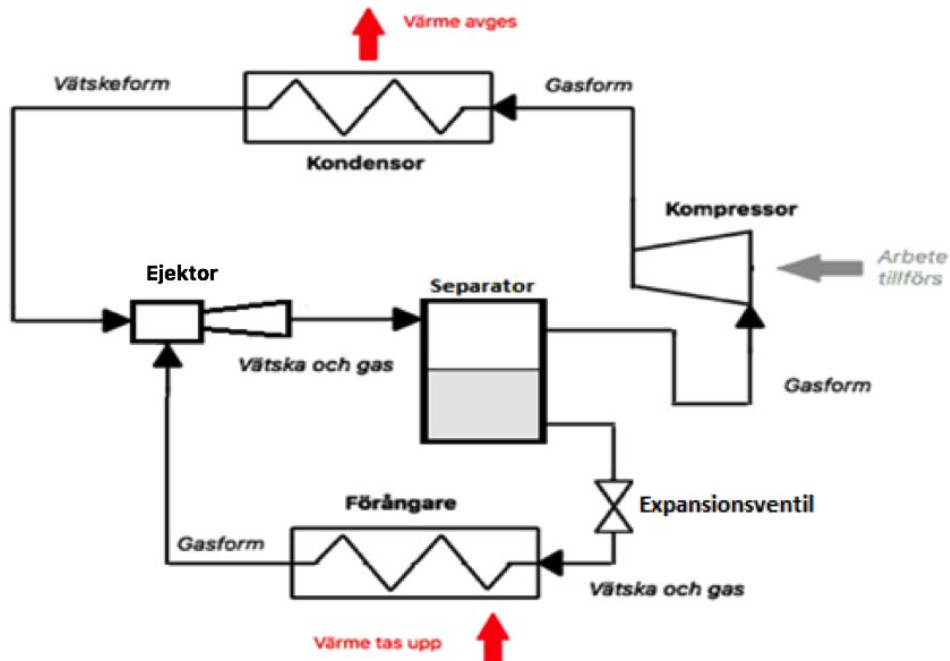 Värme avges
Vätskeform
Gasform
Kondensor
Kompressor
Arbete
tillförs
Ejektor
Separator
Vätska och gas
Gasform
Förångare
Expansionsventil
Gasform
Vätska och gas
Värme tas upp